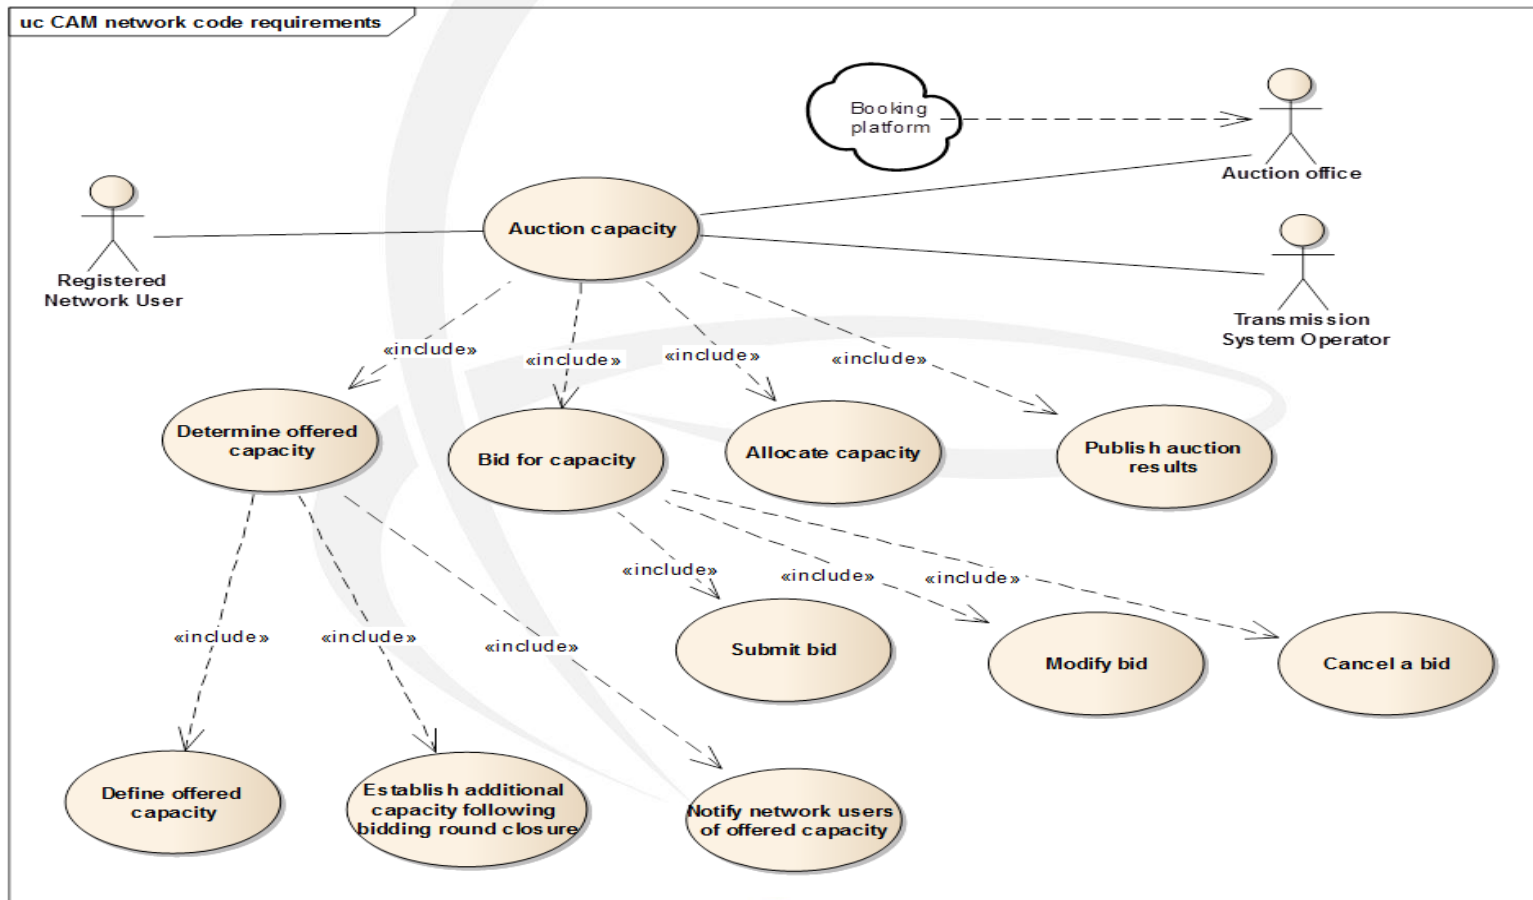 uc CAM network code requirements
Booking
platform
Auction office
Auction capacity
Registered
Network User
Transmission
System Operator
«include»
«include»
«include»
«include»
Determine offered
capacity
Bid for capacity
Allocate capacity
Publish auction
results
«include»
«include»
«include»
Submit bid
Modify bid
Cancel a bid
«include»
«include»
«include»
Define offered
capacity
Establish additional
capacity following
bidding round closure
Notify network users
of offered capacity